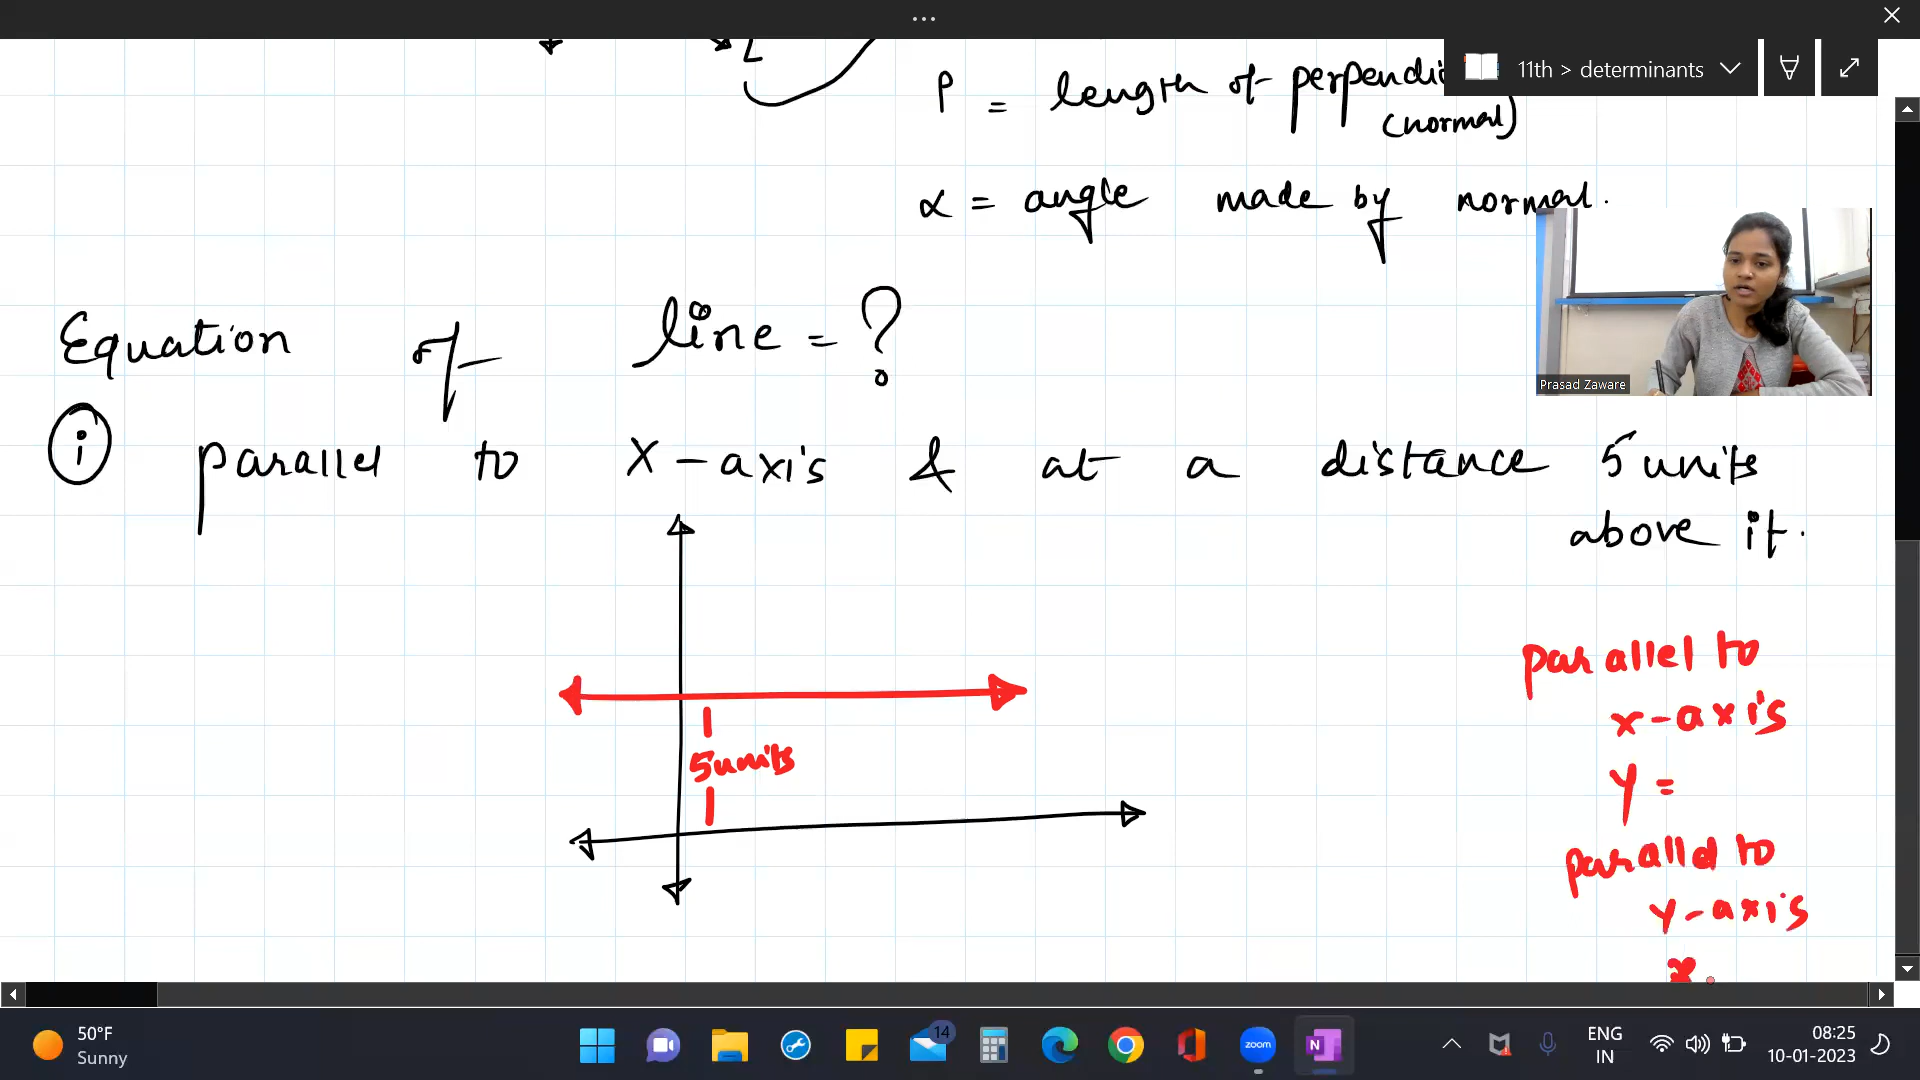 11th > determinants
L
P = length of perpendi
(normal)
α = angle made by normal.
Prasad Zaware
Equation of line = ?
i parallel to X-axis & at a distance 5 units
above it.
5 units
parallel to
x-axis
y =
parallel to
y-axis
x
50°F
Sunny
14
zoom
N
ENG
IN
08:25
10-01-2023